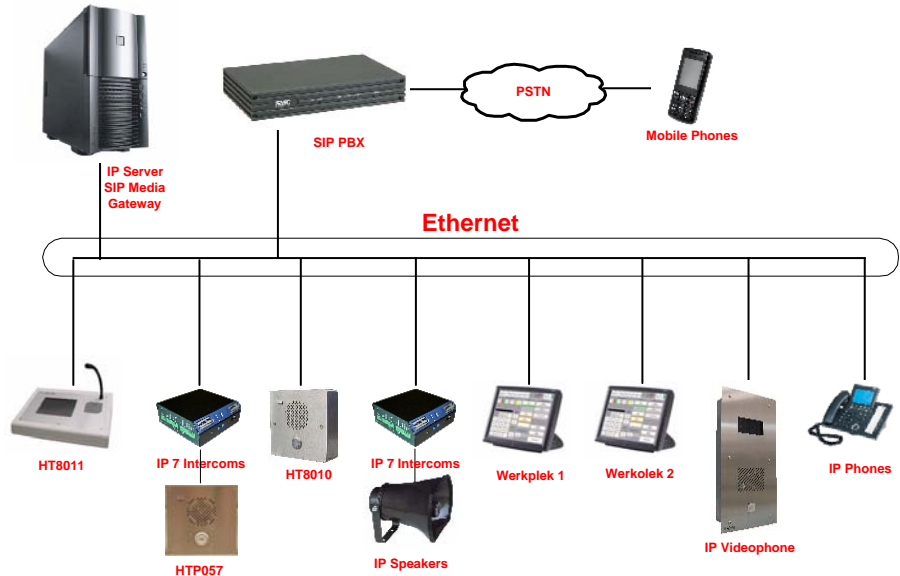 PSTN
Mobile Phones
SIP PBX
IP Server
SIP Media
Gateway
Ethernet
HT8011
IP 7 Intercoms
HT8010
IP 7 Intercoms
Werkplek 1
Werkolek 2
IP Phones
HTP057
IP Speakers
IP Videophone